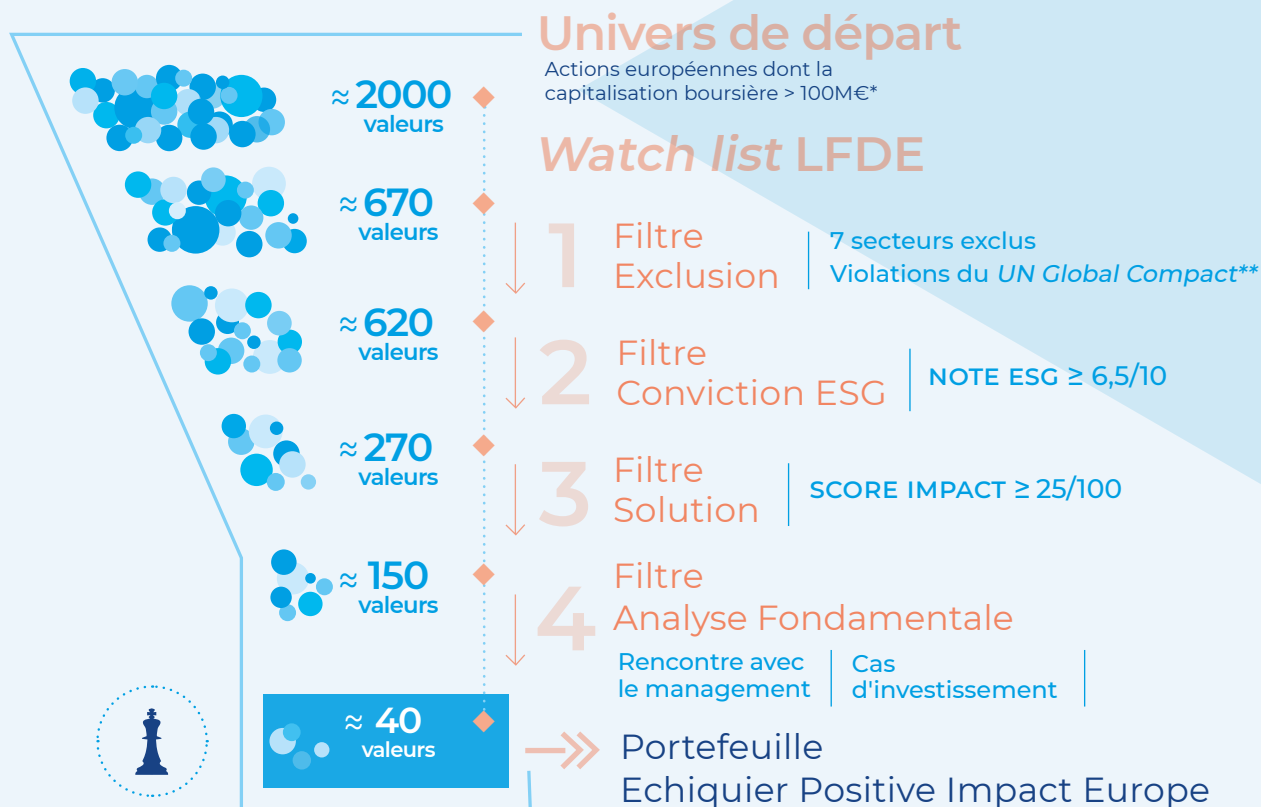 Univers de départ
Actions européennes dont la
capitalisation boursière > 100M€*
≈ 2000
valeurs
Watch list LFDE
≈ 670
valeurs
1
Filtre
Exclusion
7 secteurs exclus
Violations du UN Global Compact**
≈ 620
valeurs
2
Filtre
Conviction ESG
NOTE ESG ≥ 6,5/10
≈ 270
valeurs
3
Filtre
Solution
SCORE IMPACT ≥ 25/100
≈ 150
valeurs
4
Filtre
Analyse Fondamentale
Rencontre avec
le management
Cas
d'investissement
≈ 40
valeurs
Portefeuille
Echiquier Positive Impact Europe